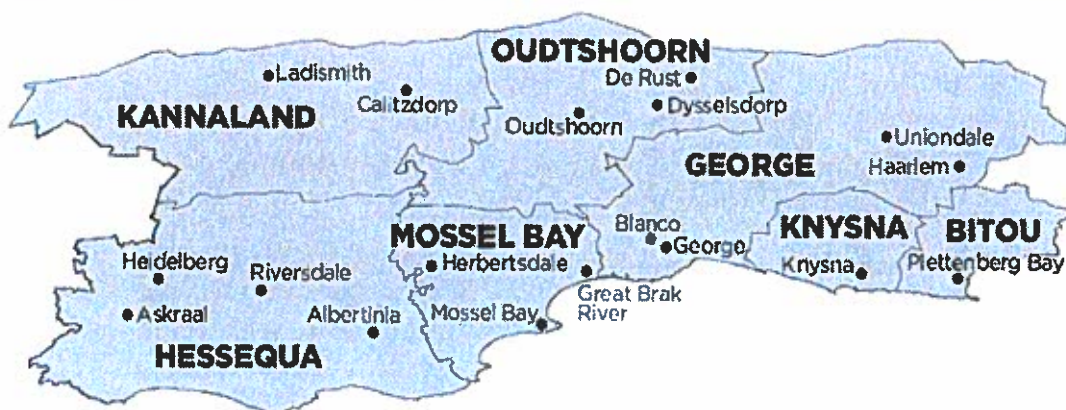 OUDTSHOORN
De Rust
Ladismith
Calitzdorp
Dysselsdorp
KANNALAND
Oudtshoorn
Uniondale
GEORGE
Haarlem
Blanco
George
KNYSNA
BITOU
MOSSEL BAY
Heidelberg
Riversdale
Herbertsdale
Knysna
Plettenberg Bay
Great Brak
River
Askraal
Albertinia
Mossel Bay
HESSEQUA